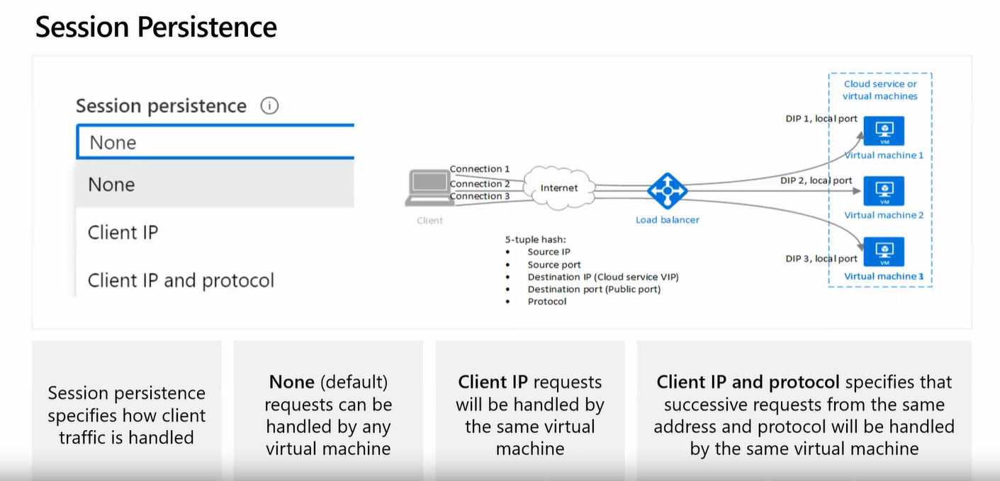 Session Persistence
Session persistence
None
None
Client IP
Client IP and protocol
Cloud service or
virtual machines
DIP 1, local port
VM
Virtual machine 1
Connection 1
Connection 2
Connection 3
Internet
DIP 2, local port
VM
Virtual machine 2
Client
Load balancer
5-tuple hash:
• Source IP
• Source port
• Destination IP (Cloud service VIP)
• Destination port (Public port)
• Protocol
DIP 3, local port
VM
Virtual machine 3
Session persistence
specifies how client
traffic is handled
None (default)
requests can be
handled by any
virtual machine
Client IP requests
will be handled by
the same virtual
machine
Client IP and protocol specifies that
successive requests from the same
address and protocol will be handled
by the same virtual machine